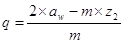 q = (2 × a_w − m × z_2) / m